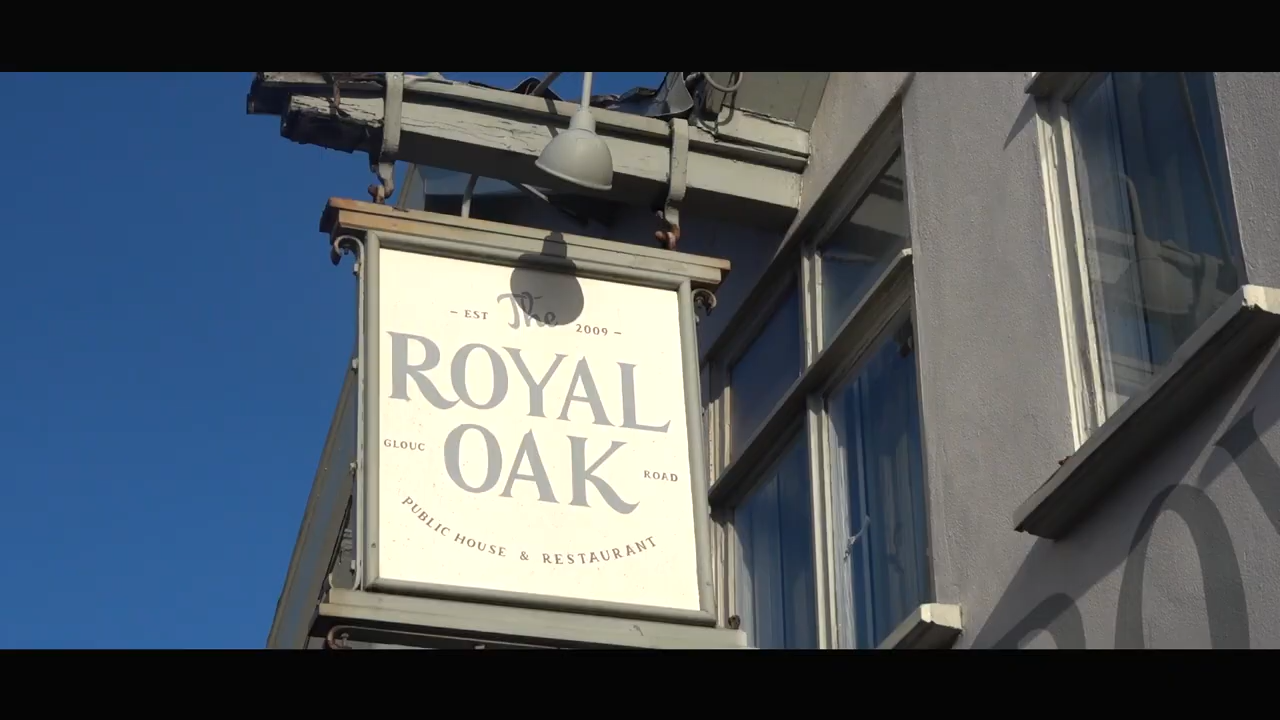 – EST The 2009 –
ROYAL
OAK
GLOUC ROAD
PUBLIC HOUSE & RESTAURANT